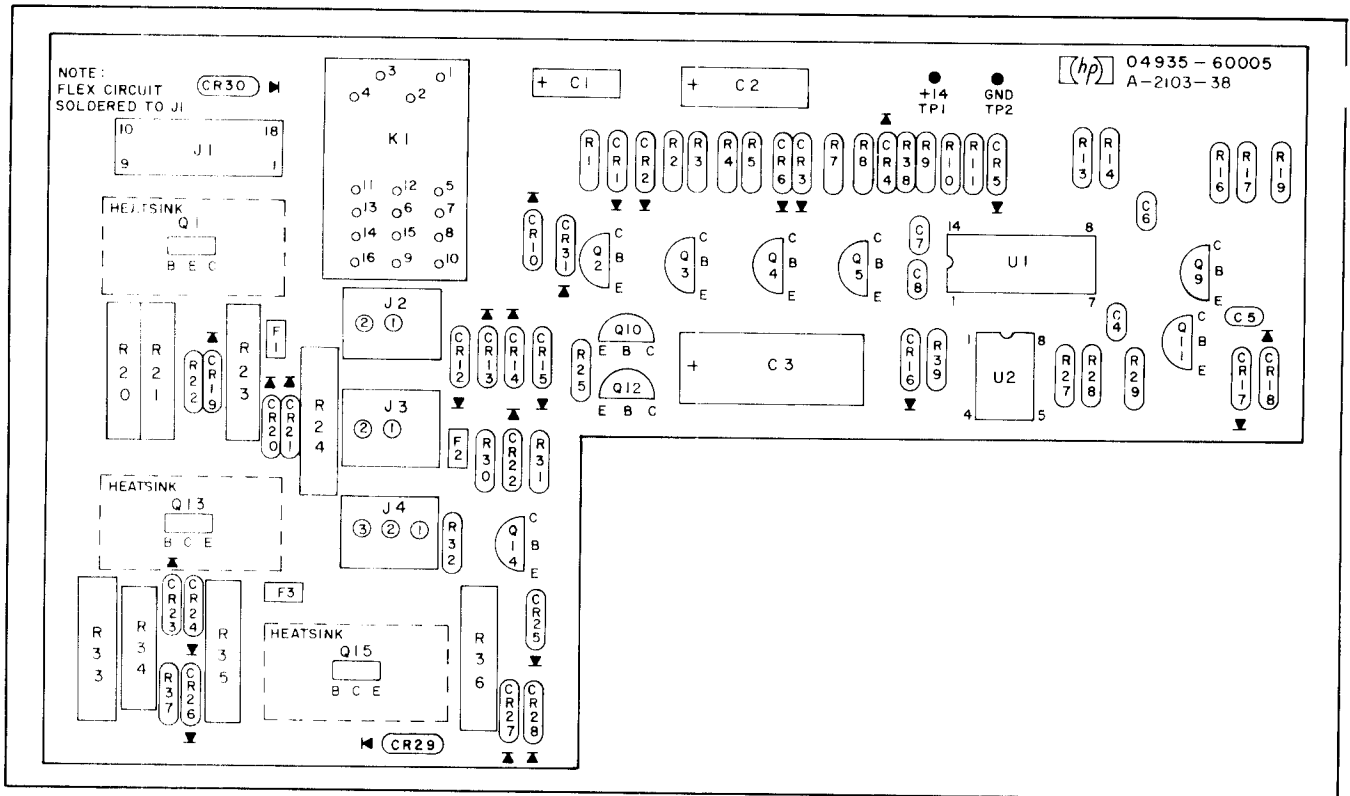 NOTE:
FLEX CIRCUIT
SOLDERED TO J1
CR30
10 18
J1
9 1
3 1
4 2
K1
11 12 5
13 6 7
14 15 8
16 9 10
+ C1
+ C2
+14
TP1
GND
TP2
(hp) 04935-60005
A-2103-38
R1 CR1 CR2 R2 R3 R4 R5 CR6 CR3 R7 R8 CR4 R38 R9 R10 R11 CR5
R13 R14
R16 R17 R19
C6
HEATSINK
Q1
B E C
CR10 CR31
Q2 C B E
Q3 C B E
Q4 C B E
Q5 C B E
C7
C8
14 8
U1
1 7
Q9 C B E
R20 R21 R22 CR19 R23
F1
CR20 CR21
R24
J2
2 1
CR12 CR13 CR14 CR15
R25
Q10
E B C
Q12
E B C
+ C3
CR16 R39
1 8
U2
4 5
C4
R27 R28 R29
Q11 C B E
C5
CR17 CR18
J3
2 1
F2
R30 CR22 R31
HEATSINK
Q13
B C E
J4
3 2 1
R32
Q14 C B E
R33 R34 CR23 CR24 R35
R37 CR26
F3
HEATSINK
Q15
B C E
R36
CR25
CR27 CR28
CR29